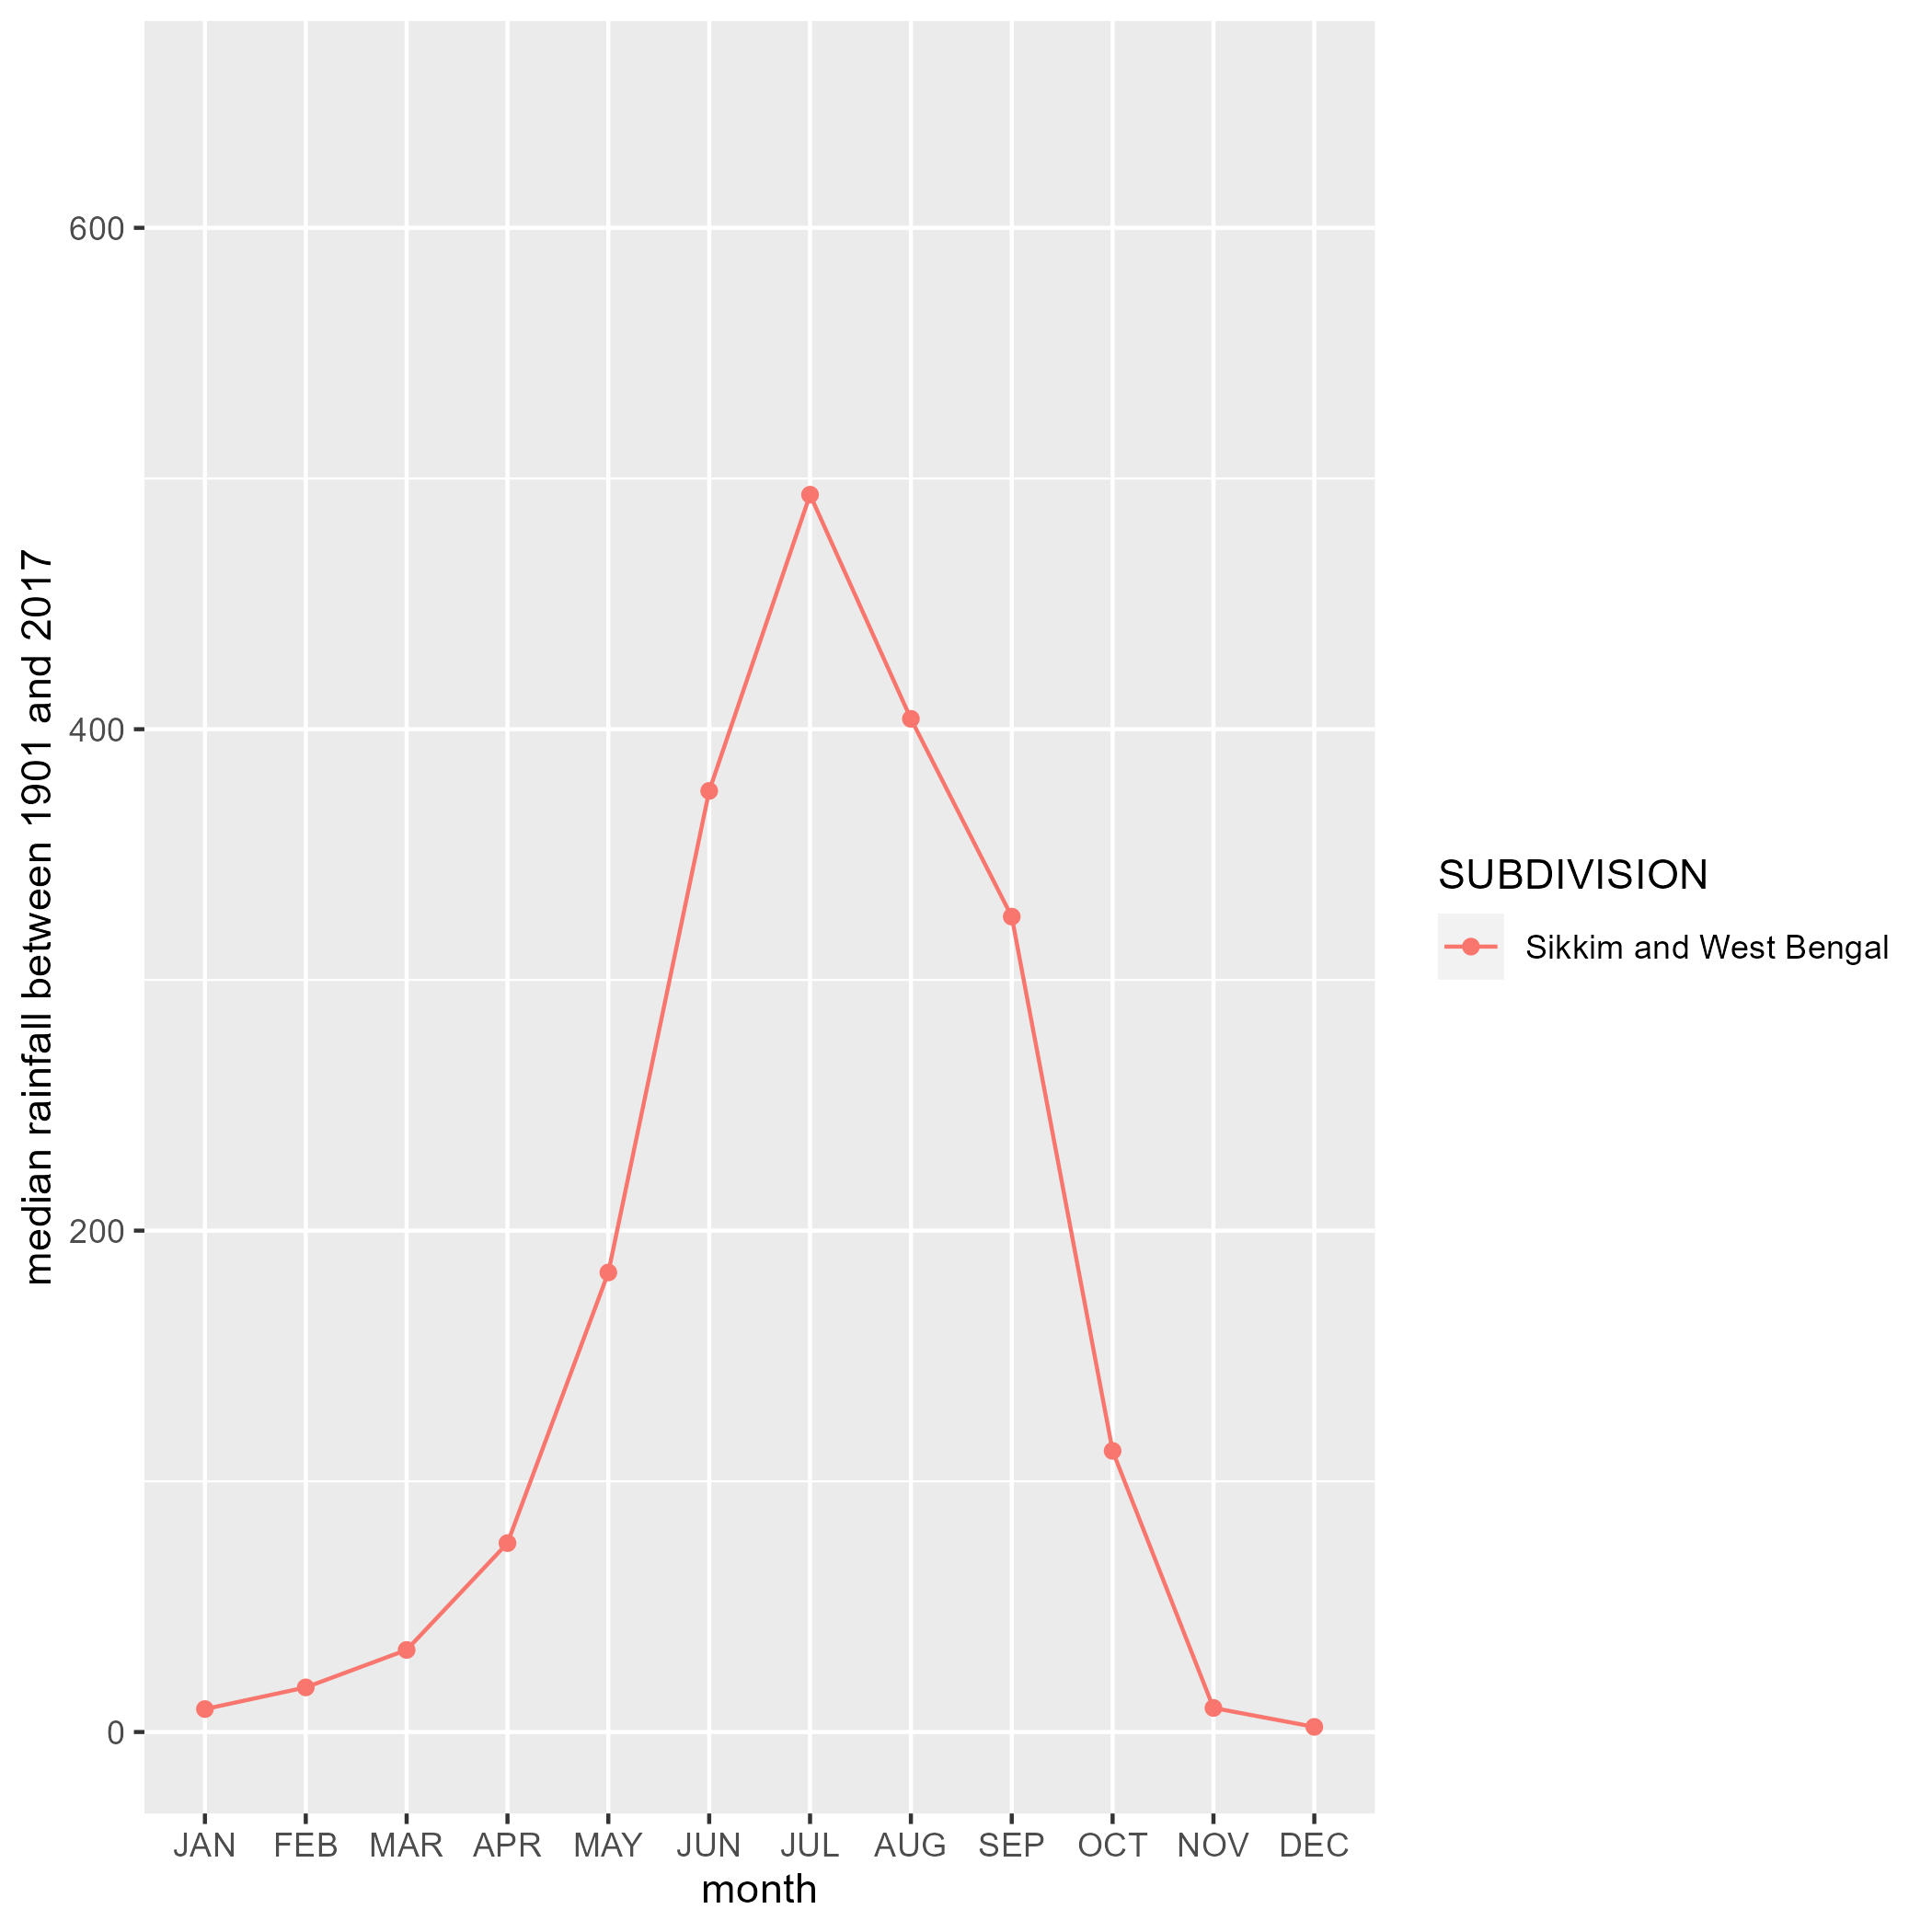 median rainfall between 1901 and 2017
600
400
200
0
JAN FEB MAR APR MAY JUN JUL AUG SEP OCT NOV DEC
month
SUBDIVISION
Sikkim and West Bengal